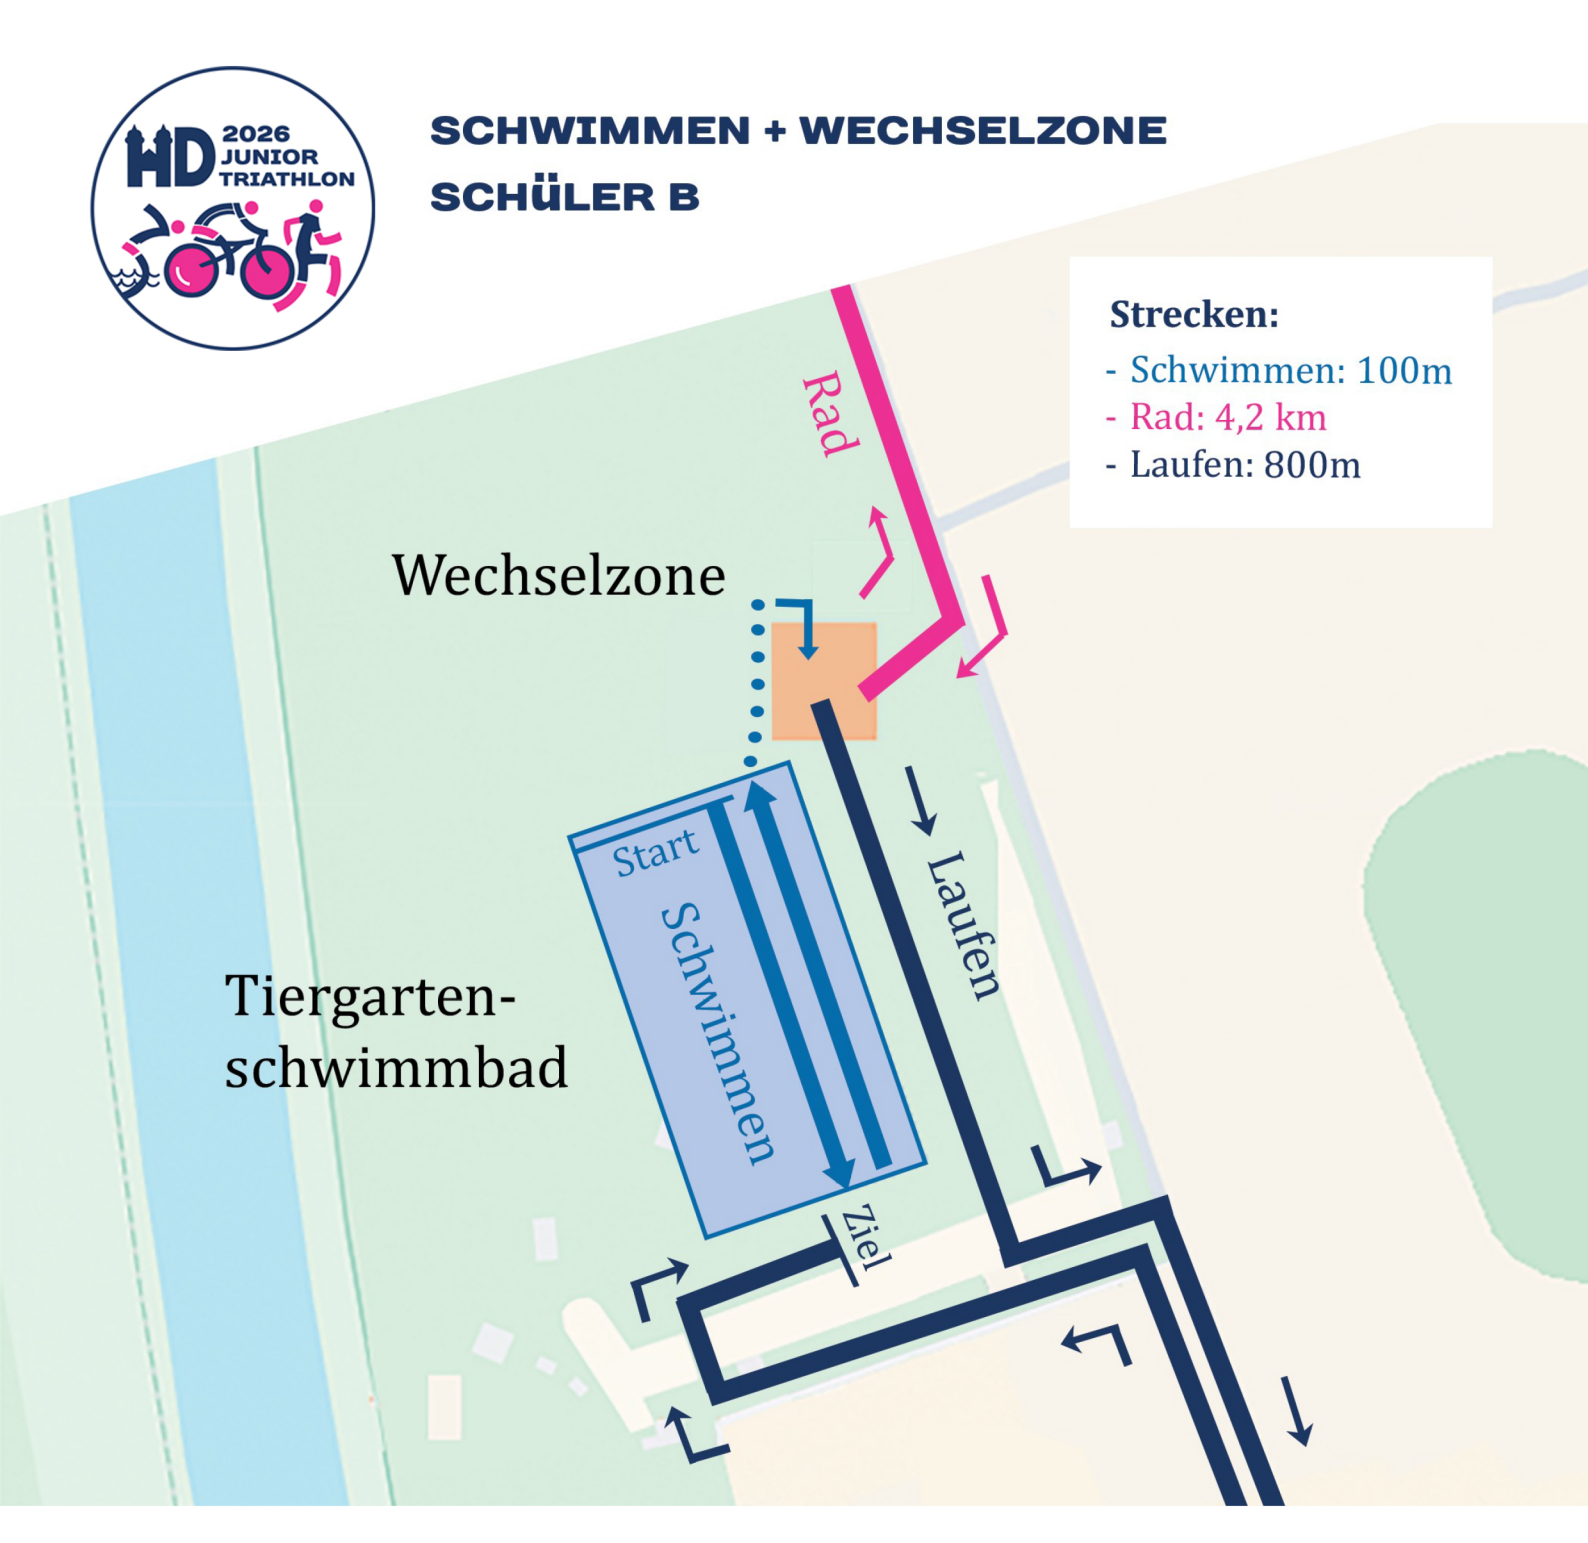 HD 2026
JUNIOR
TRIATHLON
SCHWIMMEN + WECHSELZONE
SCHüLER B
Strecken:
- Schwimmen: 100m
- Rad: 4,2 km
- Laufen: 800m
Rad
Wechselzone
Start
Schwimmen
Laufen
Tiergarten-
schwimmbad
Ziel